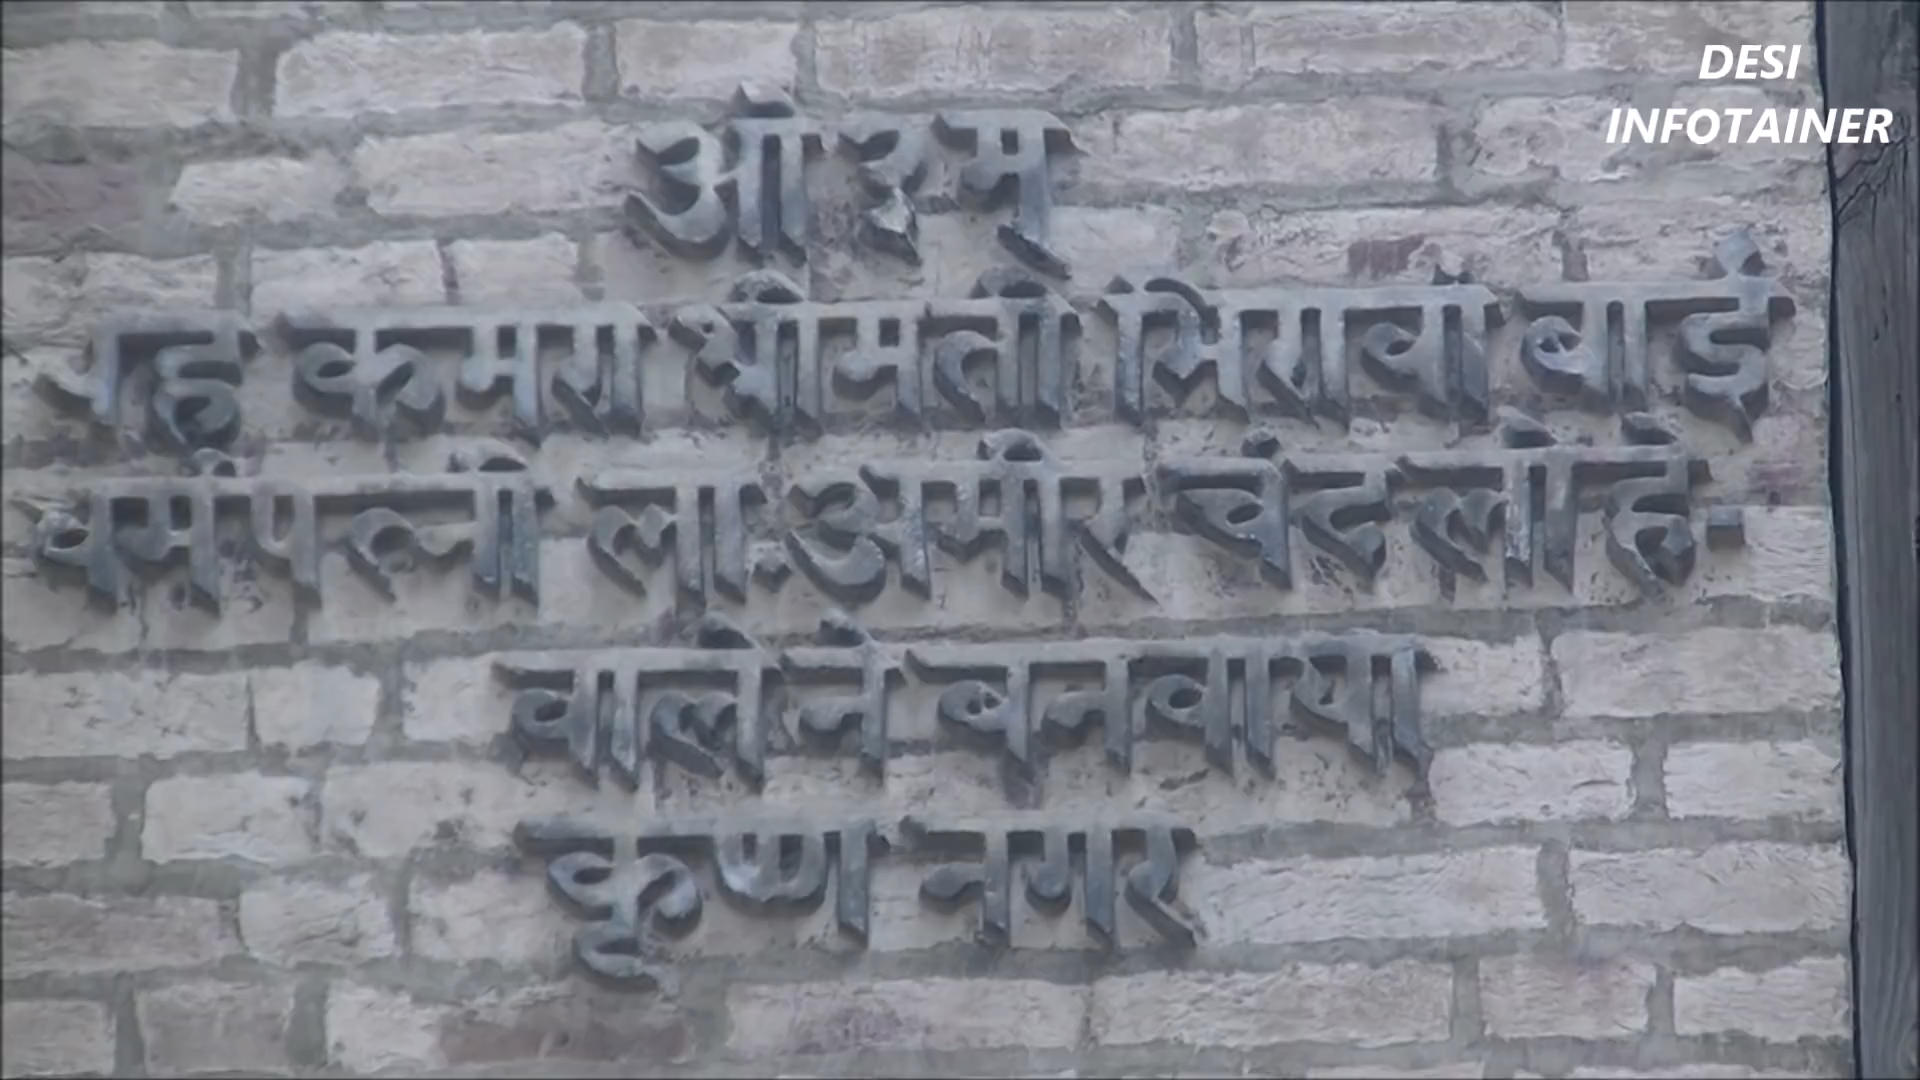 DESI
INFOTAINER
ओ३म्
यह कमरा श्रीमती भिरावां बाई
धर्मपत्नी ला. अमीर चंद लोहे-
वाले ने बनवाया
कृष्ण नगर